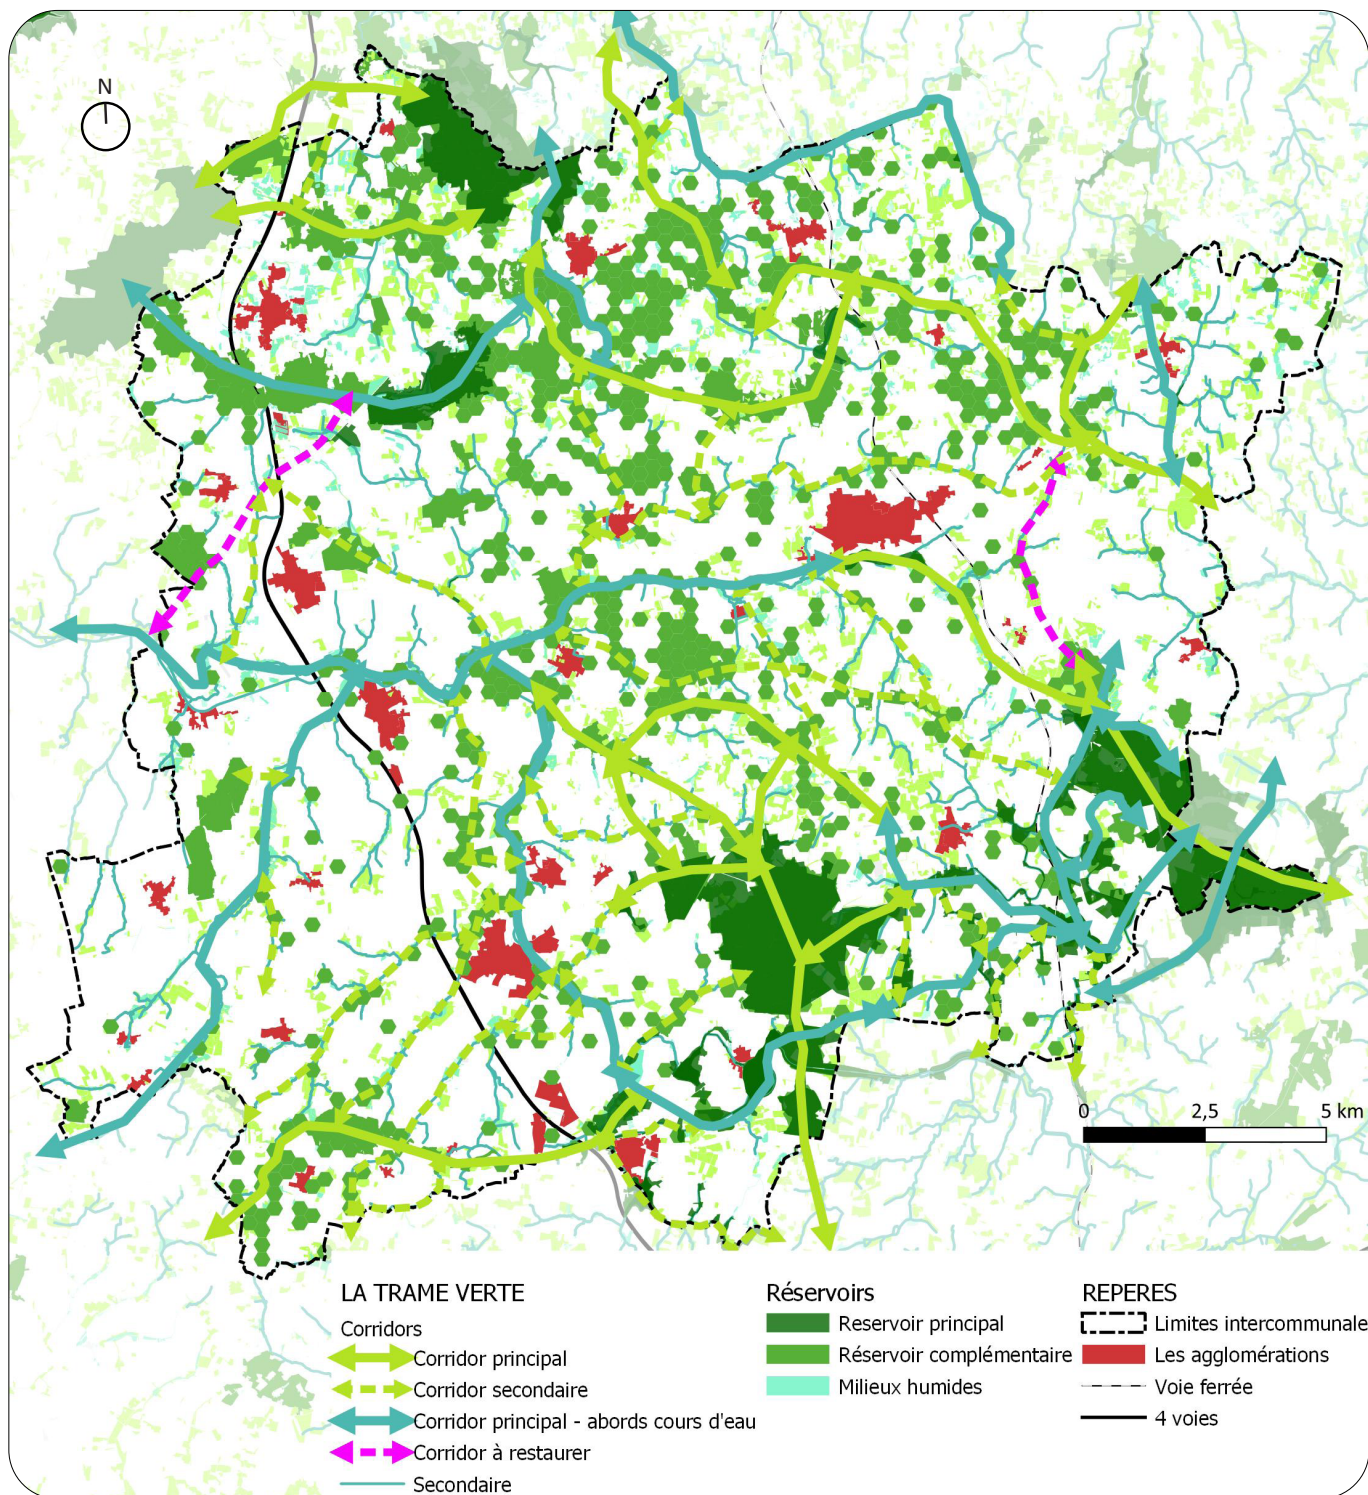 N
0 2,5 5 km
LA TRAME VERTE
Corridors
Corridor principal
Corridor secondaire
Corridor principal - abords cours d'eau
Corridor à restaurer
Secondaire
Réservoirs
Reservoir principal
Réservoir complémentaire
Milieux humides
REPERES
Limites intercommunale
Les agglomérations
Voie ferrée
4 voies